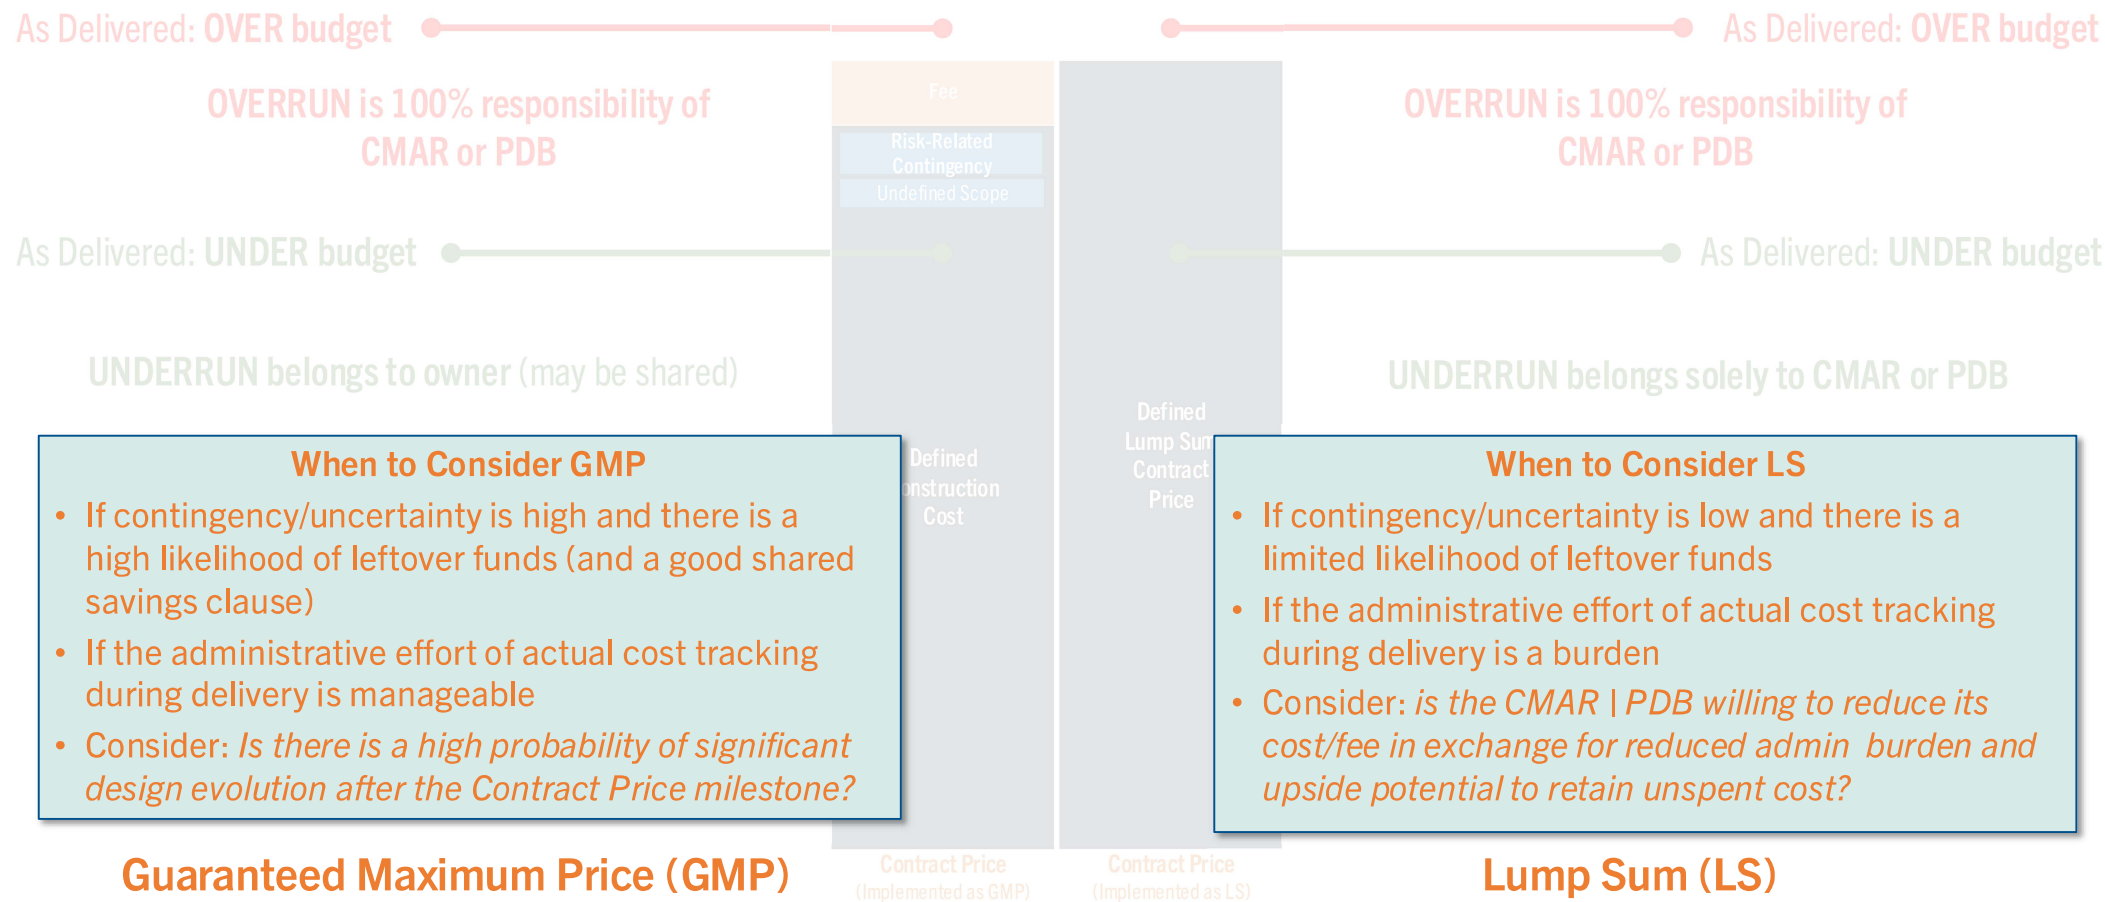 As Delivered: OVER budget
As Delivered: OVER budget
OVERRUN is 100% responsibility of
CMAR or PDB
Fee
Risk-Related
Contingency
Undefined Scope
OVERRUN is 100% responsibility of
CMAR or PDB
As Delivered: UNDER budget
As Delivered: UNDER budget
UNDERRUN belongs to owner (may be shared)
UNDERRUN belongs solely to CMAR or PDB
Defined
onstruction
Cost
Defined
Lump Sum
Contract
Price
When to Consider GMP
• If contingency/uncertainty is high and there is a
high likelihood of leftover funds (and a good shared
savings clause)
• If the administrative effort of actual cost tracking
during delivery is manageable
• Consider: Is there is a high probability of significant
design evolution after the Contract Price milestone?
When to Consider LS
• If contingency/uncertainty is low and there is a
limited likelihood of leftover funds
• If the administrative effort of actual cost tracking
during delivery is a burden
• Consider: is the CMAR | PDB willing to reduce its
cost/fee in exchange for reduced admin burden and
upside potential to retain unspent cost?
Guaranteed Maximum Price (GMP)
Contract Price
(Implemented as GMP)
Contract Price
(Implemented as LS)
Lump Sum (LS)